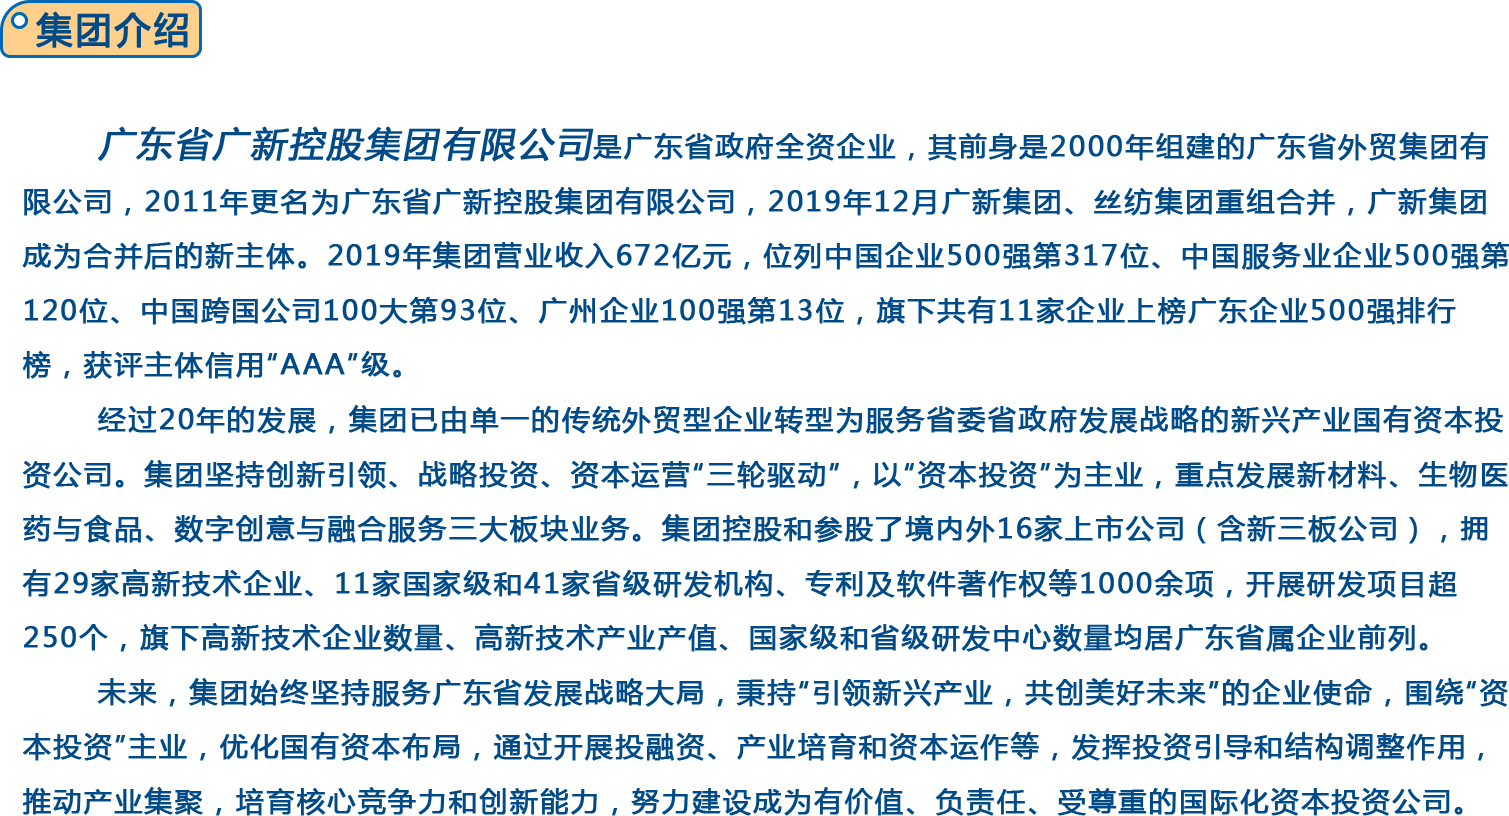 集团介绍
广东省广新控股集团有限公司是广东省政府全资企业，其前身是2000年组建的广东省外贸集团有
限公司，2011年更名为广东省广新控股集团有限公司，2019年12月广新集团、丝纺集团重组合并，广新集团
成为合并后的新主体。2019年集团营业收入672亿元，位列中国企业500强第317位、中国服务业企业500强第
120位、中国跨国公司100大第93位、广州企业100强第13位，旗下共有11家企业上榜广东企业500强排行
榜，获评主体信用“AAA”级。
经过20年的发展，集团已由单一的传统外贸型企业转型为服务省委省政府发展战略的新兴产业国有资本投
资公司。集团坚持创新引领、战略投资、资本运营“三轮驱动”，以“资本投资”为主业，重点发展新材料、生物医
药与食品、数字创意与融合服务三大板块业务。集团控股和参股了境内外16家上市公司（含新三板公司），拥
有29家高新技术企业、11家国家级和41家省级研发机构、专利及软件著作权等1000余项，开展研发项目超
250个，旗下高新技术企业数量、高新技术产业产值、国家级和省级研发中心数量均居广东省属企业前列。
未来，集团始终坚持服务广东省发展战略大局，秉持“引领新兴产业，共创美好未来”的企业使命，围绕“资
本投资”主业，优化国有资本布局，通过开展投融资、产业培育和资本运作等，发挥投资引导和结构调整作用，
推动产业集聚，培育核心竞争力和创新能力，努力建设成为有价值、负责任、受尊重的国际化资本投资公司。